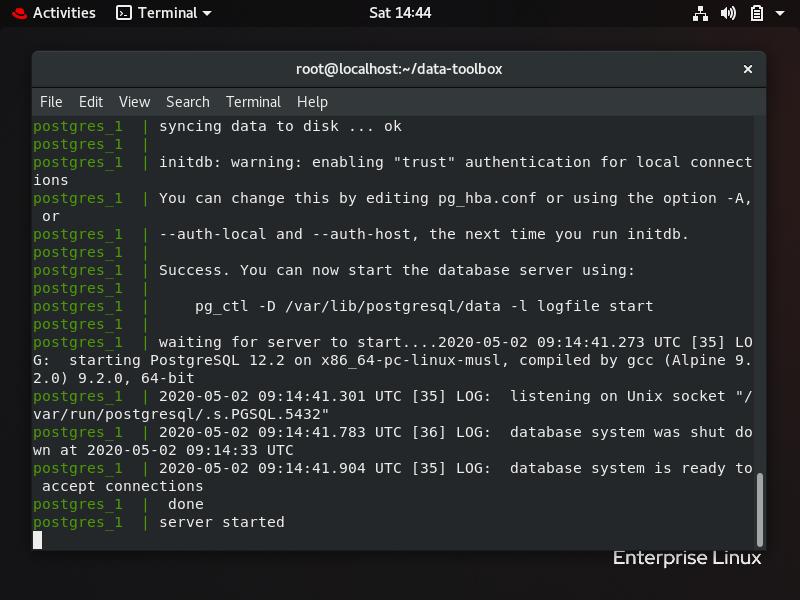 Activities Terminal Sat 14:44
root@localhost:~/data-toolbox
File Edit View Search Terminal Help
postgres_1 | syncing data to disk ... ok
postgres_1 |
postgres_1 | initdb: warning: enabling "trust" authentication for local connect
ions
postgres_1 | You can change this by editing pg_hba.conf or using the option -A,
 or
postgres_1 | --auth-local and --auth-host, the next time you run initdb.
postgres_1 |
postgres_1 | Success. You can now start the database server using:
postgres_1 |
postgres_1 |     pg_ctl -D /var/lib/postgresql/data -l logfile start
postgres_1 |
postgres_1 | waiting for server to start....2020-05-02 09:14:41.273 UTC [35] LO
G:  starting PostgreSQL 12.2 on x86_64-pc-linux-musl, compiled by gcc (Alpine 9.
2.0) 9.2.0, 64-bit
postgres_1 | 2020-05-02 09:14:41.301 UTC [35] LOG:  listening on Unix socket "/
var/run/postgresql/.s.PGSQL.5432"
postgres_1 | 2020-05-02 09:14:41.783 UTC [36] LOG:  database system was shut do
wn at 2020-05-02 09:14:33 UTC
postgres_1 | 2020-05-02 09:14:41.904 UTC [35] LOG:  database system is ready to
 accept connections
postgres_1 |  done
postgres_1 | server started
Enterprise Linux